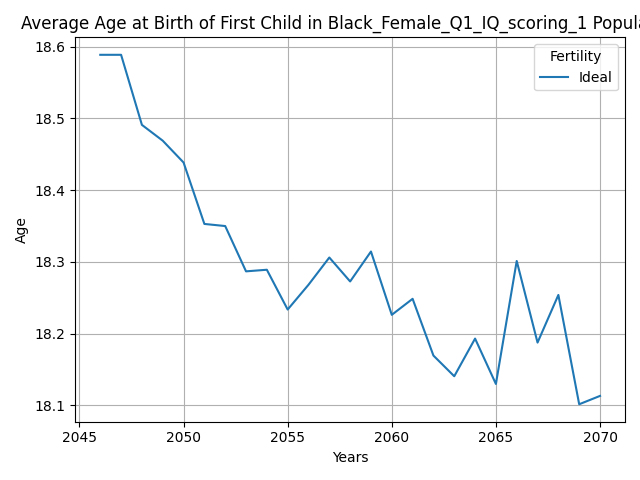 Average Age at Birth of First Child in Black_Female_Q1_IQ_scoring_1 Popula
Fertility
Ideal
18.6
18.5
18.4
18.3
18.2
18.1
Age
2045 2050 2055 2060 2065 2070
Years